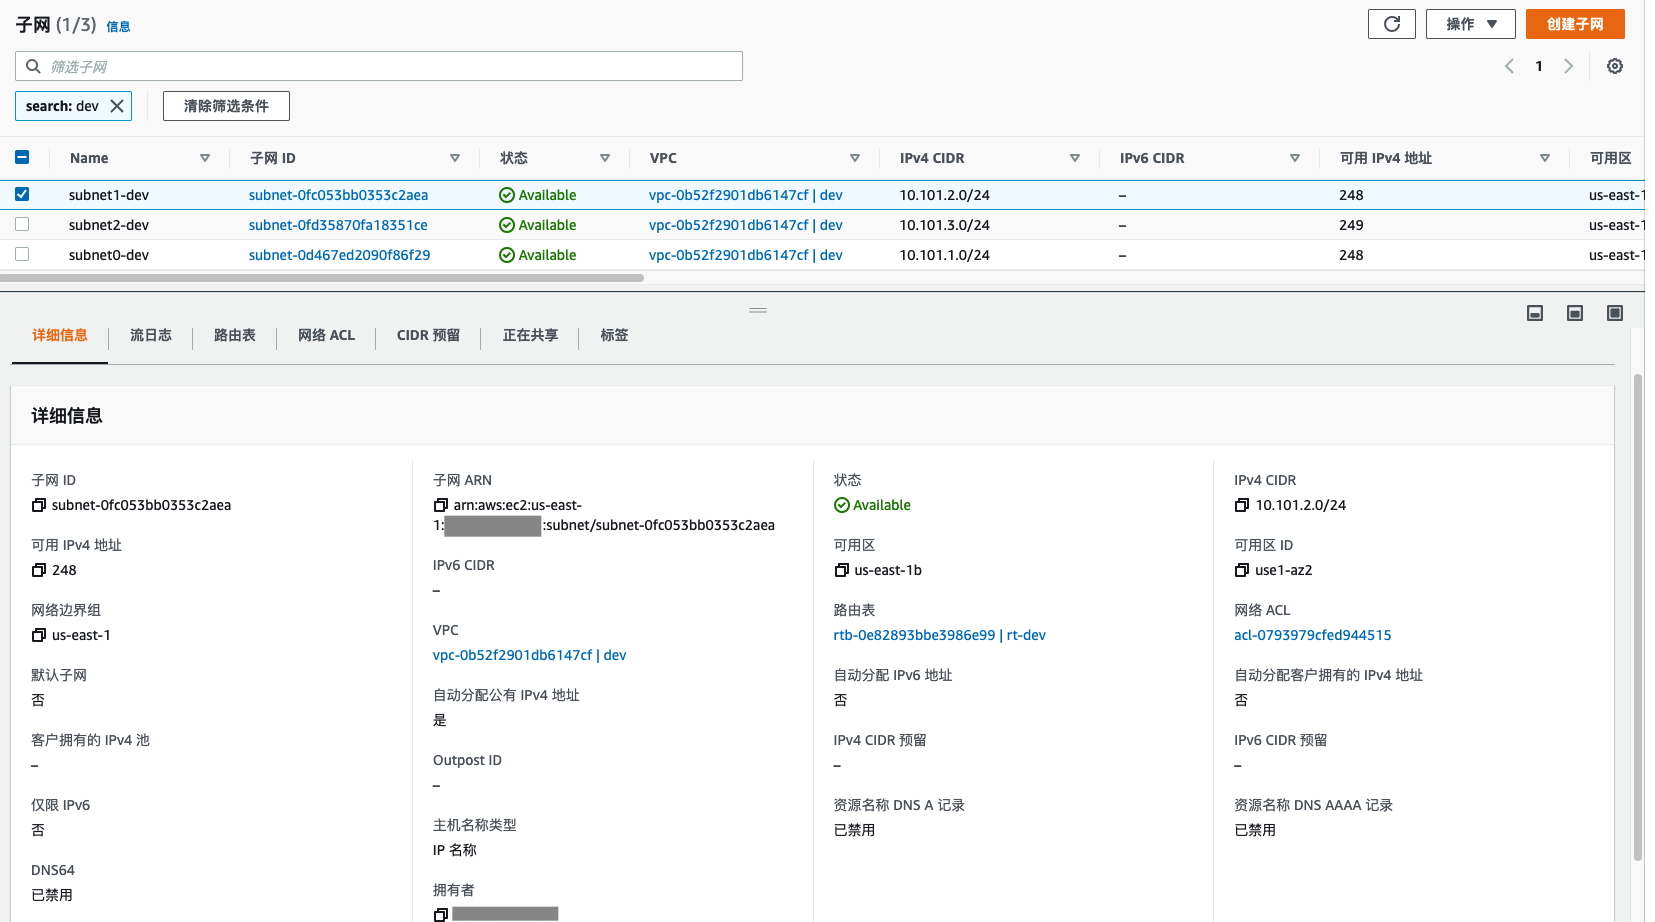 子网 (1/3) 信息
操作 ▼
创建子网
筛选子网
1
search: dev
清除筛选条件
Name 子网 ID 状态 VPC IPv4 CIDR IPv6 CIDR 可用 IPv4 地址 可用区
subnet1-dev subnet-0fc053bb0353c2aea Available vpc-0b52f2901db6147cf | dev 10.101.2.0/24 – 248 us-east-1
subnet2-dev subnet-0fd35870fa18351ce Available vpc-0b52f2901db6147cf | dev 10.101.3.0/24 – 249 us-east-1
subnet0-dev subnet-0d467ed2090f86f29 Available vpc-0b52f2901db6147cf | dev 10.101.1.0/24 – 248 us-east-1
详细信息 流日志 路由表 网络 ACL CIDR 预留 正在共享 标签
详细信息
子网 ID
subnet-0fc053bb0353c2aea
可用 IPv4 地址
248
网络边界组
us-east-1
默认子网
否
客户拥有的 IPv4 池
–
仅限 IPv6
否
DNS64
已禁用
子网 ARN
arn:aws:ec2:us-east-
1: :subnet/subnet-0fc053bb0353c2aea
IPv6 CIDR
–
VPC
vpc-0b52f2901db6147cf | dev
自动分配公有 IPv4 地址
是
Outpost ID
–
主机名称类型
IP 名称
拥有者
状态
Available
可用区
us-east-1b
路由表
rtb-0e82893bbe3986e99 | rt-dev
自动分配 IPv6 地址
否
IPv4 CIDR 预留
–
资源名称 DNS A 记录
已禁用
IPv4 CIDR
10.101.2.0/24
可用区 ID
use1-az2
网络 ACL
acl-0793979cfed944515
自动分配客户拥有的 IPv4 地址
否
IPv6 CIDR 预留
–
资源名称 DNS AAAA 记录
已禁用